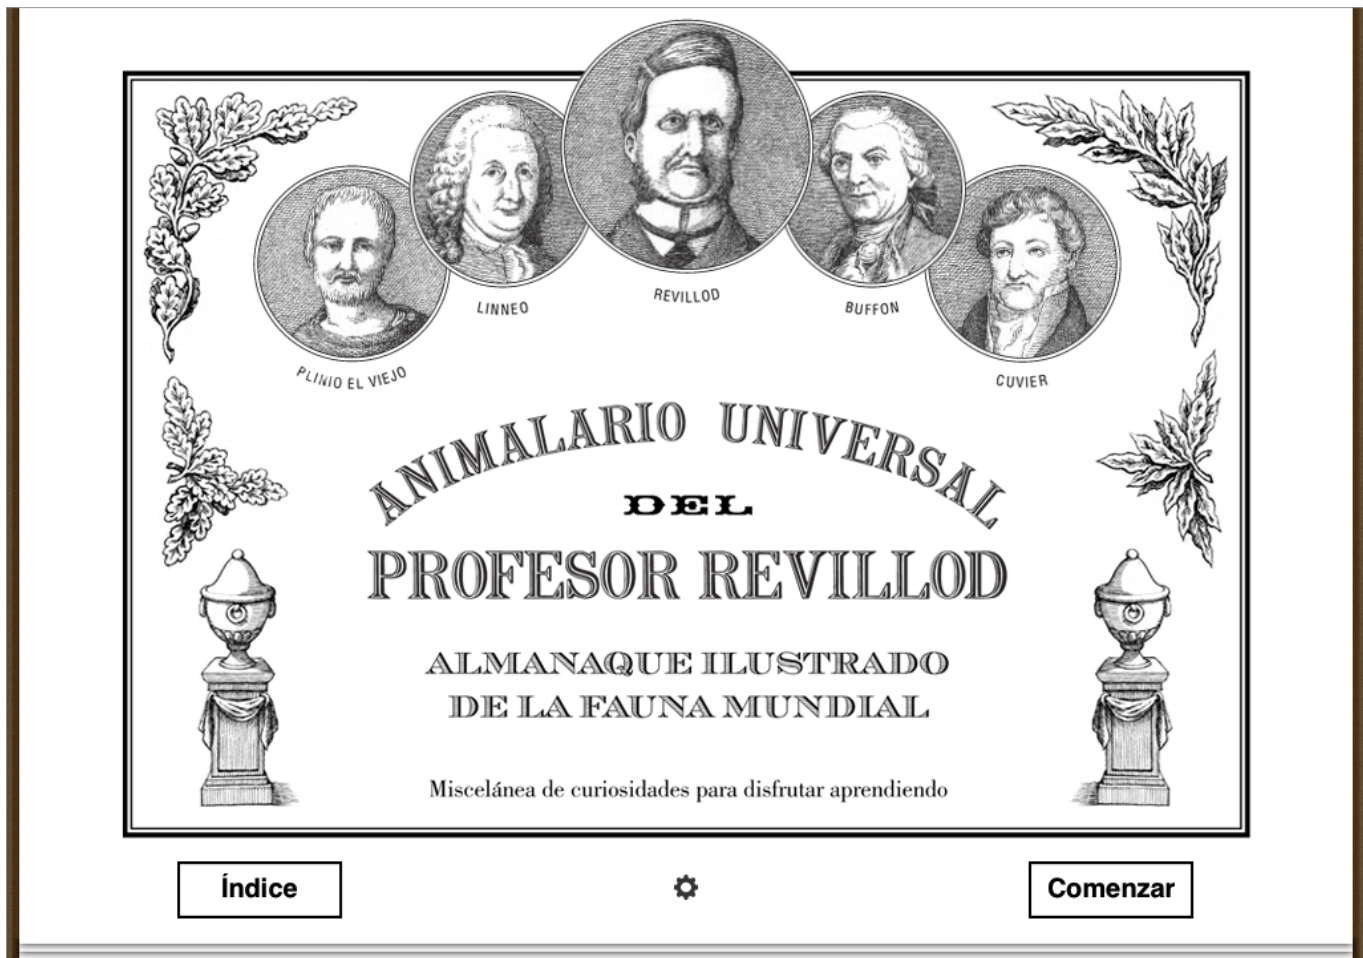 PLINIO EL VIEJO
LINNEO
REVILLOD
BUFFON
CUVIER
ANIMALARIO UNIVERSAL
DEL
PROFESOR REVILLOD
ALMANAQUE ILUSTRADO
DE LA FAUNA MUNDIAL
Miscelánea de curiosidades para disfrutar aprendiendo
Índice
Comenzar